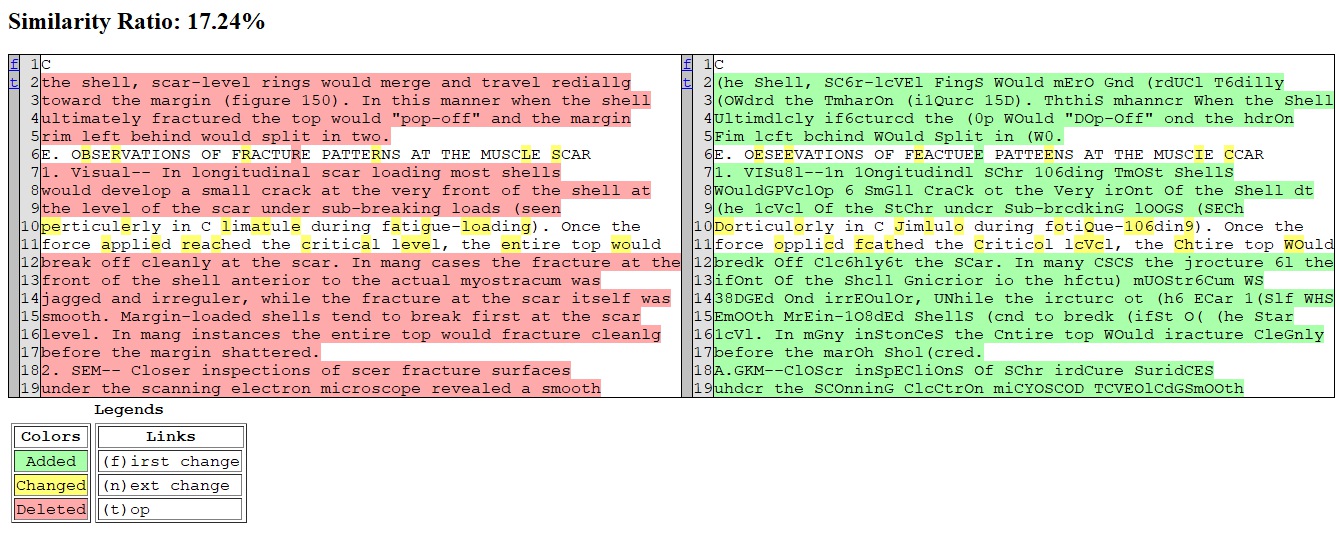 Similarity Ratio: 17.24%
f 1 C
t 2 the shell, scar-level rings would merge and travel rediallg
3 toward the margin (figure 150). In this manner when the shell
4 ultimately fractured the top would "pop-off" end the margin
5 rim left behind would split in two.
6 E. OBSERVATIONS OF FRACTURE PATTERNS AT THE MUSCLE SCAR
7 1. Visual-- In longitudinal scar loading most shells
8 would develop a small crack at the very front of the shell at
9 the level of the scar under sub-breaking loads (seen
10 perticulerly in C limatule during fatigue-loading). Once the
11 force applied reached the critical level, the entire top would
12 break off cleanly at the scar. In mang cases the fracture at the
13 front of the shell anterior to the actual myostracum was
14 jagged and irreguler, while the fracture at the scar itself was
15 smooth. Margin-loaded shells tend to break first at the scar
16 level. In mang instances the entire top would fracture cleanlg
17 before the margin shattered.
18 2. SEM-- Closer inspections of scer fracture surfaces
19 under the scanning electron microscope revealed a smooth
f 1 C
t 2 (he Shell, SC6r-lcVEl FingS WOuld mErO Gnd (rdUCl T6dilly
3 (OWdrd the TmharOn (i1Qurc 15D). ThthiS mhanncr When the Shell
4 Ultimdlcly if6cturcd the (0p WOuld "DOp-Off" ond the hdrOn
5 Fim lcft bchind WOuld Split in (W0.
6 E. OESEEVATIONS OF FEACTUEE PATTEENS AT THE MUSCIE CCAR
7 1. VISu8l--1n 1Ongitudindl SChr 106ding TmOSt ShellS
8 WOuldGPVclOp 6 SmGll CraCk ot the Very irOnt Of the Shell dt
9 (he 1cVcl Of the StChr undcr Sub-brcdkinG lOOGS (SECh
10 Dorticulorly in C Jimlulo during fotiQue-106din9). Once the
11 force opplicd fcathed the Criticol lcVcl, the Chtire top WOuld
12 bredk Off Clc6hly6t the SCar. In many CSCS the jrocture 6l the
13 ifOnt Of the Shcll Gnicrior io the hfctu) mUOStr6Cum WS
14 38DGEd Ond irrEOulOr, UNhile the ircturc ot (h6 ECar 1(Slf WHS
15 EmOOth MrEin-1O8dEd ShellS (cnd to bredk (ifSt O( (he Star
16 1cVl. In mGny inStonCeS the Cntire top WOuld iracture CleGnly
17 before the marOh Shol(cred.
18 A.GKM--ClOScr inSpECliOnS Of SChr irdCure SuridCES
19 uhdcr the SCOnninG ClcCtrOn miCYOSCOD TCVEOlCdGSmOOth
Legends
Colors Links
Added (f)irst change
Changed (n)ext change
Deleted (t)op